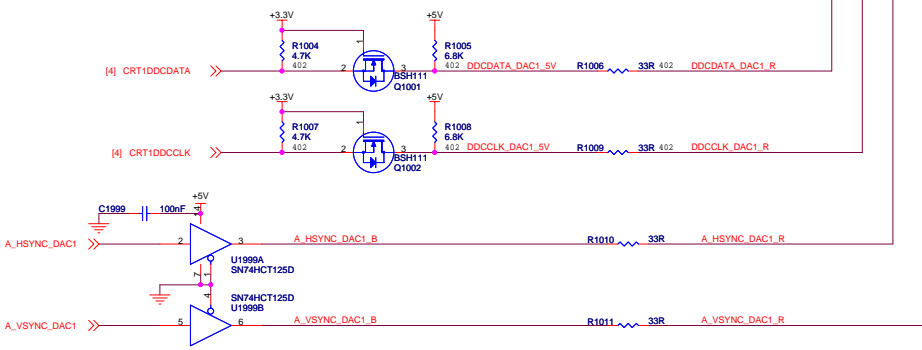 +3.3V
+5V
1
R1004
4.7K
402
R1005
6.8K
402
[4] CRT1DDCDATA
2
3
BSH111
Q1001
DDCDATA_DAC1_5V
R1006
33R
402
DDCDATA_DAC1_R
+3.3V
+5V
1
R1007
4.7K
402
R1008
6.8K
402
[4] CRT1DDCCLK
2
3
BSH111
Q1002
DDCCLK_DAC1_5V
R1009
33R
402
DDCCLK_DAC1_R
+5V
C1999
100nF
14
A_HSYNC_DAC1
2
3
A_HSYNC_DAC1_B
R1010
33R
A_HSYNC_DAC1_R
U1999A
SN74HCT125D
7
1
4
SN74HCT125D
U1999B
A_VSYNC_DAC1
5
6
A_VSYNC_DAC1_B
R1011
33R
A_VSYNC_DAC1_R